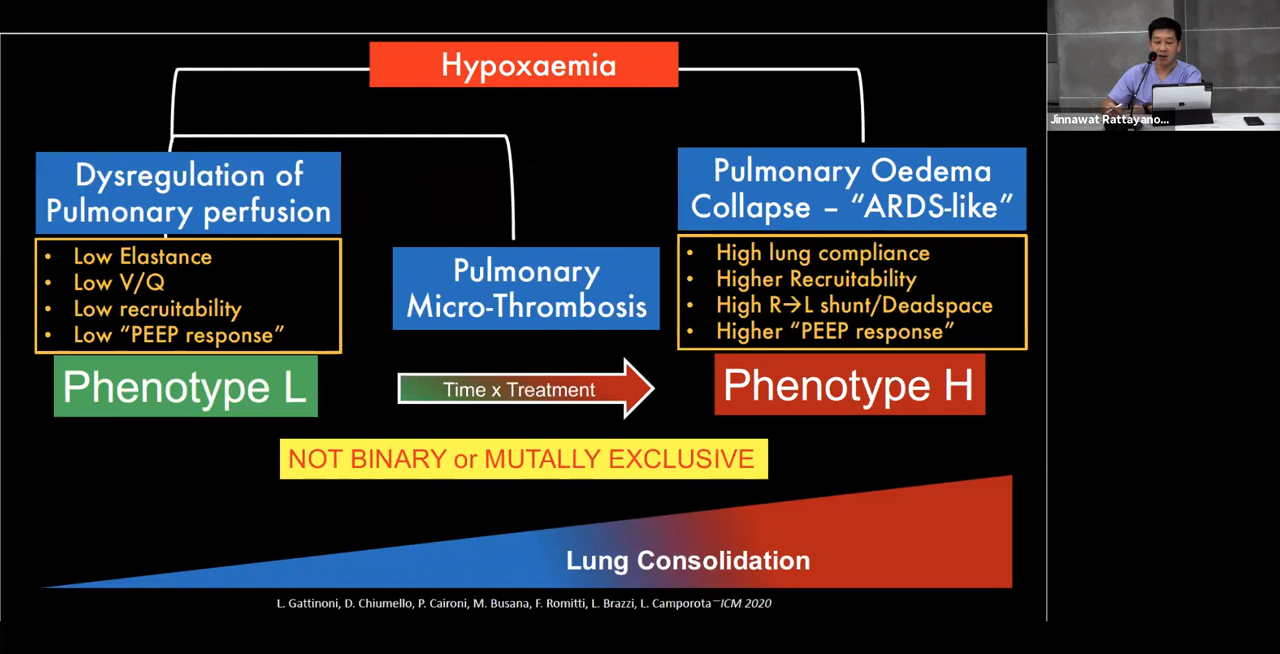 Hypoxaemia
Jinnawat Rattayano...
Dysregulation of
Pulmonary perfusion
• Low Elastance
• Low V/Q
• Low recruitability
• Low “PEEP response”
Phenotype L
Pulmonary
Micro-Thrombosis
Time x Treatment
Pulmonary Oedema
Collapse – “ARDS-like”
• High lung compliance
• Higher Recruitability
• High R→L shunt/Deadspace
• Higher “PEEP response”
Phenotype H
NOT BINARY or MUTALLY EXCLUSIVE
Lung Consolidation
L. Gattinoni, D. Chiumello, P. Caironi, M. Busana, F. Romitti, L. Brazzi, L. Camporota—ICM 2020